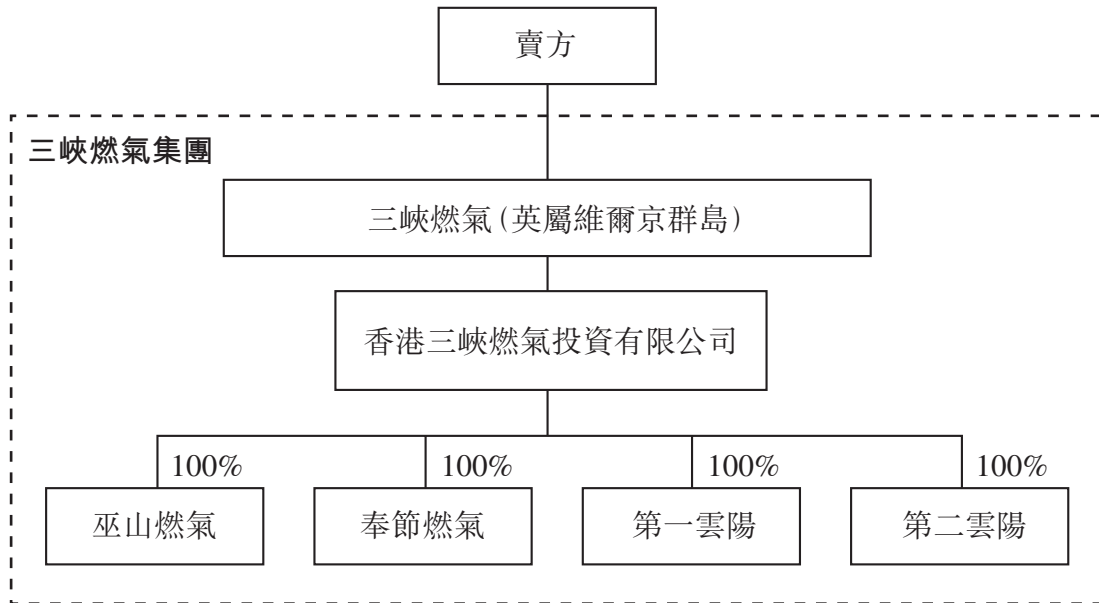 賣方
三峽燃氣集團
三峽燃氣(英屬維爾京群島)
香港三峽燃氣投資有限公司
100%
100%
100%
100%
巫山燃氣
奉節燃氣
第一雲陽
第二雲陽